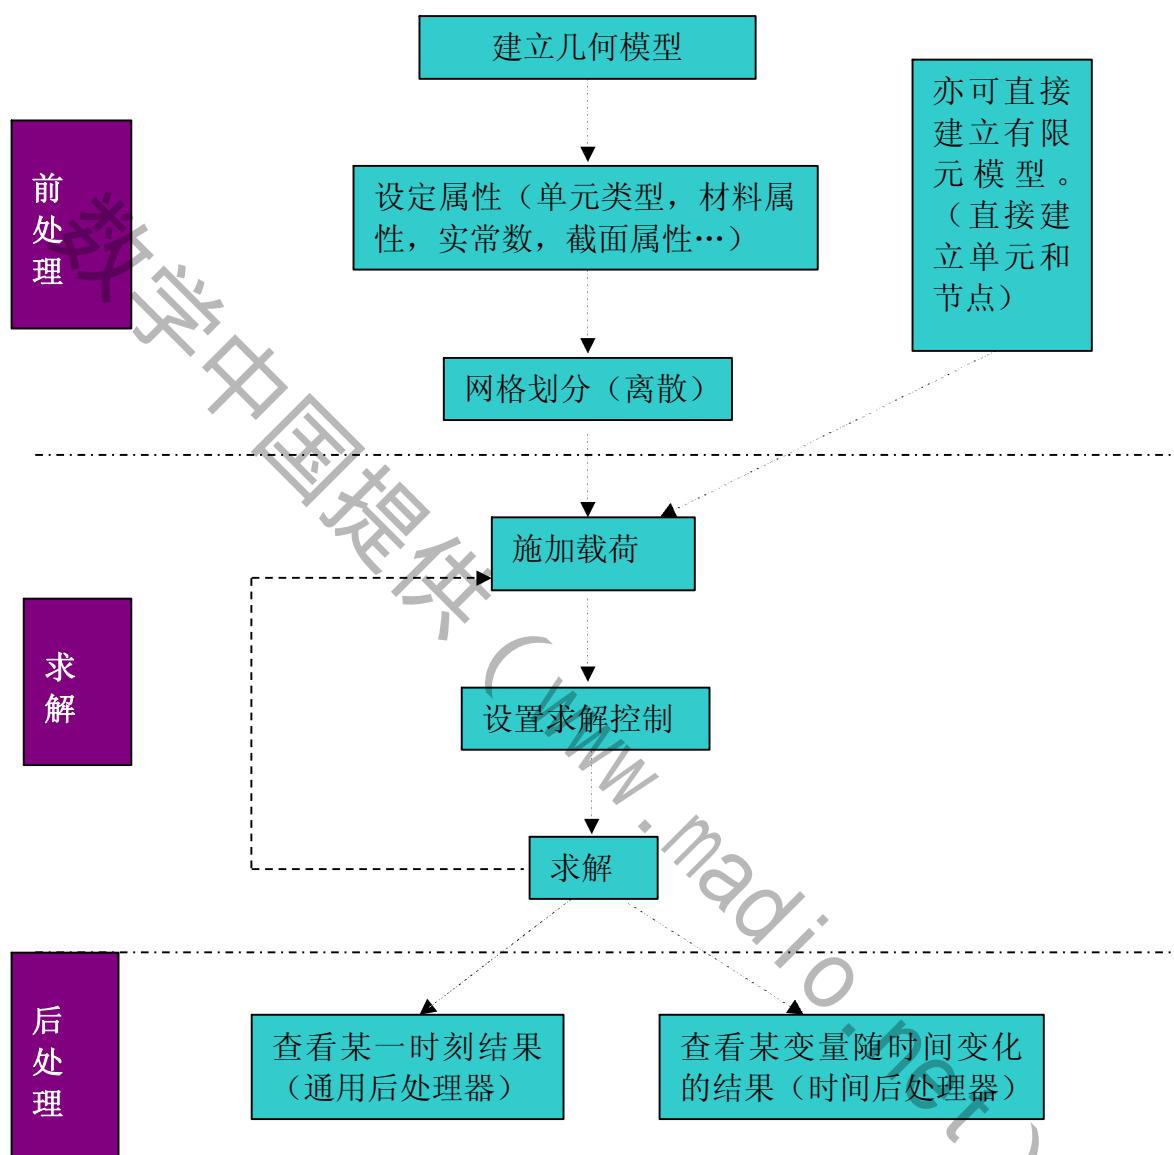 建立几何模型
亦可直接
建立有限
元模型。
（直接建
立单元和
节点）
前
处
理
设定属性（单元类型，材料属
性，实常数，截面属性…）
网格划分（离散）
施加载荷
求
解
设置求解控制
求解
后
处
理
查看某一时刻结果
（通用后处理器）
查看某变量随时间变化
的结果（时间后处理器）
数学中国提供（www.madio.net）